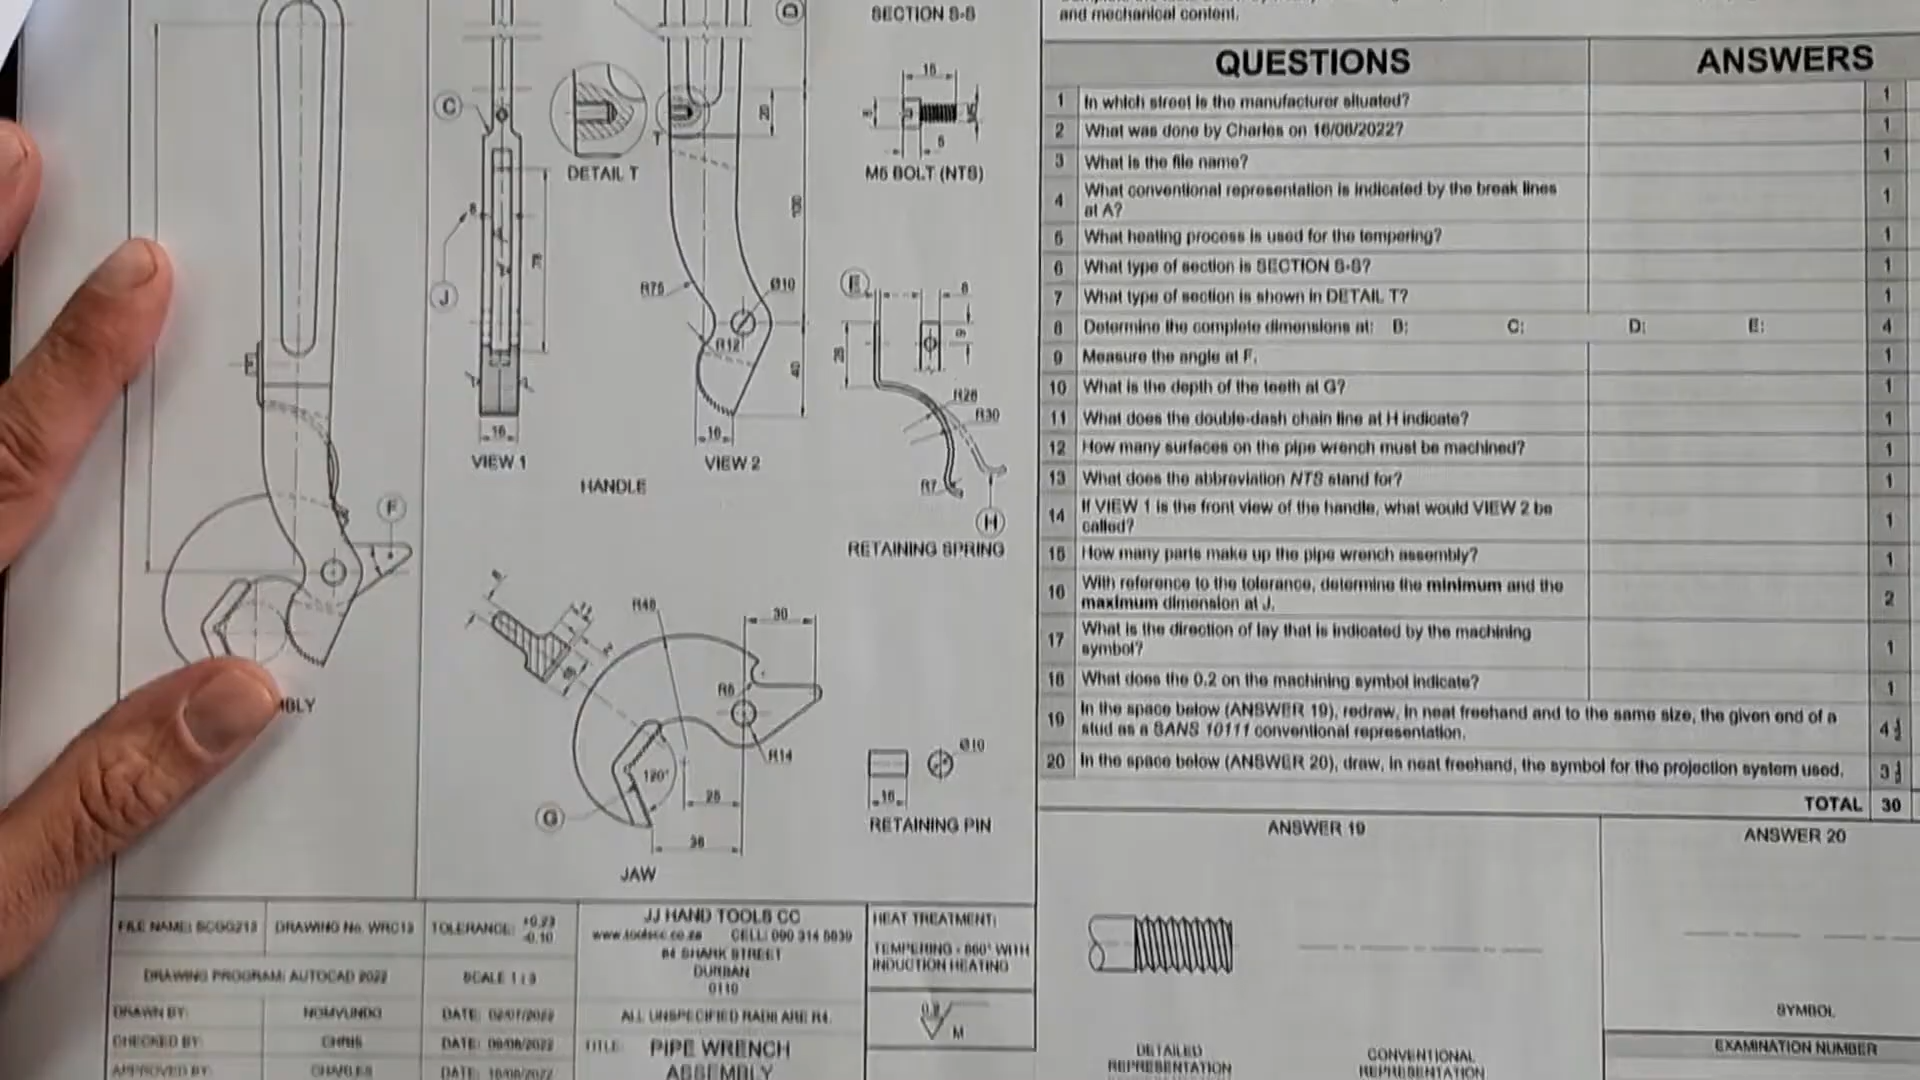 SECTION S-S
and mechanical content.
QUESTIONS
ANSWERS
1 In which street is the manufacturer situated? 1
2 What was done by Charles on 16/08/2022? 1
3 What is the file name? 1
4 What conventional representation is indicated by the break lines
at A? 1
5 What heating process is used for the tempering? 1
6 What type of section is SECTION S-S? 1
7 What type of section is shown in DETAIL T? 1
8 Determine the complete dimensions at: B: C: D: E: 4
9 Measure the angle at F. 1
10 What is the depth of the teeth at G? 1
11 What does the double-dash chain line at H indicate? 1
12 How many surfaces on the pipe wrench must be machined? 1
13 What does the abbreviation NTS stand for? 1
14 If VIEW 1 is the front view of the handle, what would VIEW 2 be
called? 1
15 How many parts make up the pipe wrench assembly? 1
16 With reference to the tolerance, determine the minimum and the
maximum dimension at J. 2
17 What is the direction of lay that is indicated by the machining
symbol? 1
18 What does the 0.2 on the machining symbol indicate? 1
19 In the space below (ANSWER 19), redraw, in neat freehand and to the same size, the given end of a
stud as a SANS 10111 conventional representation. 4½
20 In the space below (ANSWER 20), draw, in neat freehand, the symbol for the projection system used. 3½
TOTAL 30
ANSWER 19
ANSWER 20
DETAILED
REPRESENTATION
CONVENTIONAL
REPRESENTATION
SYMBOL
EXAMINATION NUMBER
D
C
DETAIL T
T
20
16
M5 BOLT (NTS)
J
R75
Ø10
R12
40
16
VIEW 1
16
VIEW 2
HANDLE
E
R30
R7
H
RETAINING SPRING
F
R48
30
R14
120°
G
JAW
Ø10
16
RETAINING PIN
FILE NAME: SCGG213
DRAWING No. WRC13
TOLERANCE: -0.10
DRAWING PROGRAM: AUTOCAD 2022
DRAWN BY: NOMVUNDO
CHECKED BY: CHRIS
APPROVED BY: CHARLES
DATE:
DATE:
DATE: 16/08/2022
JJ HAND TOOLS CC
CELL:
SHARK STREET
DURBAN
0110
ALL UNSPECIFIED RADII ARE R4.
TITLE: PIPE WRENCH
ASSEMBLY
HEAT TREATMENT:
TEMPERING WITH
INDUCTION HEATING
M